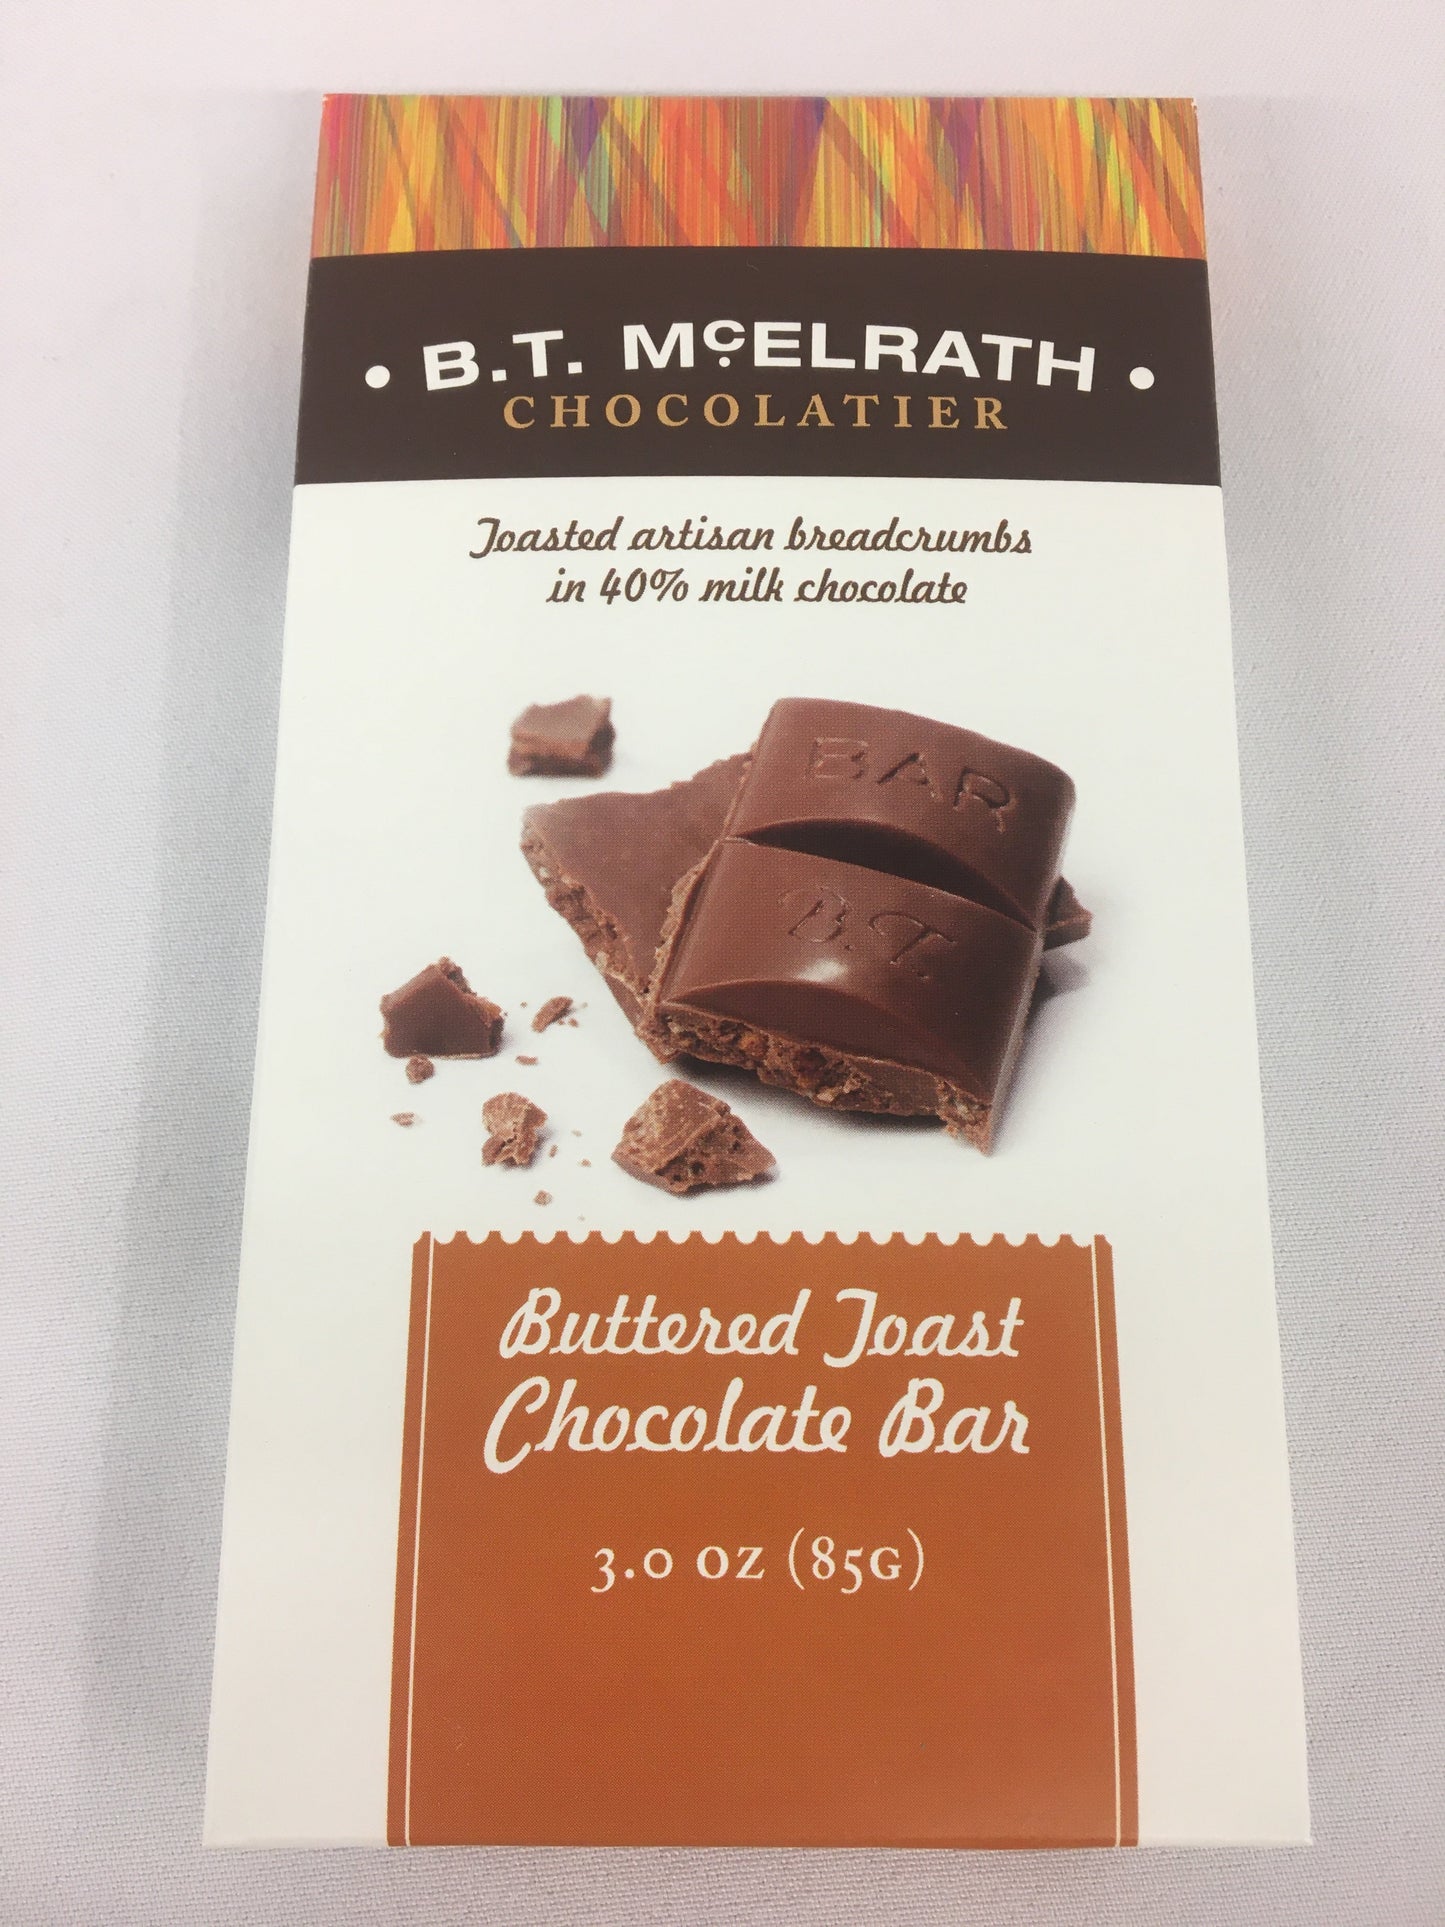 • B.T. McELRATH •
CHOCOLATIER
Toasted artisan breadcrumbs
in 40% milk chocolate
BAR
B.T.
Buttered Toast
Chocolate Bar
3.0 OZ (85G)